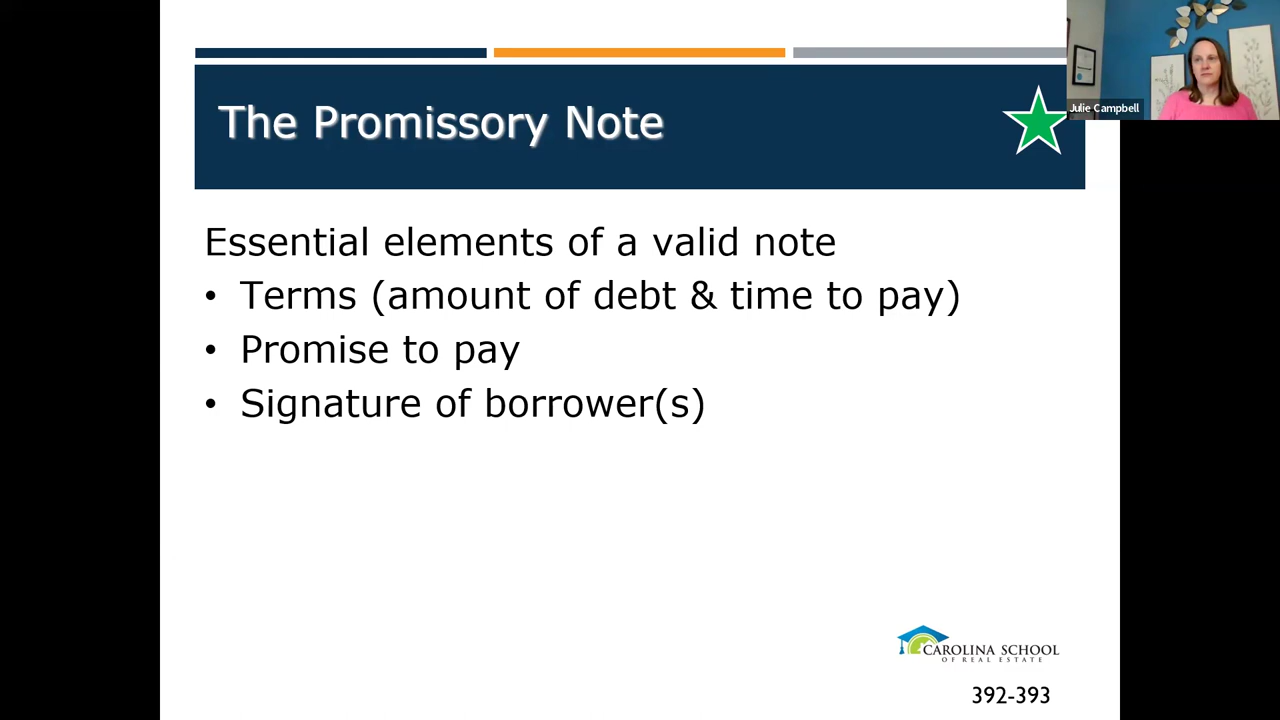 The Promissory Note
Julie Campbell
Essential elements of a valid note
• Terms (amount of debt & time to pay)
• Promise to pay
• Signature of borrower(s)
CAROLINA SCHOOL
OF REAL ESTATE
392-393